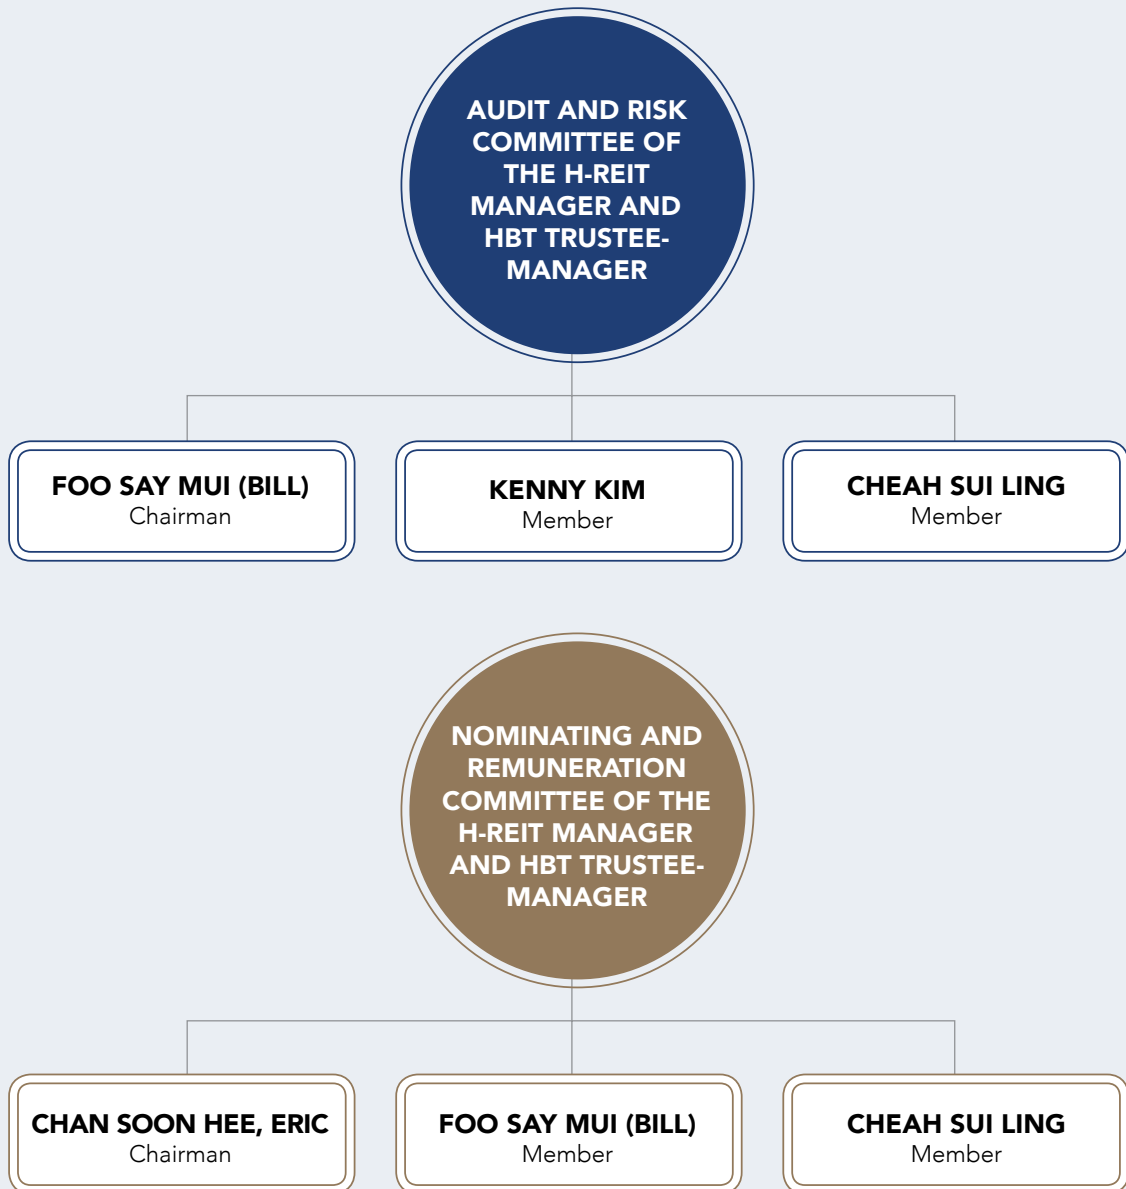 AUDIT AND RISK
COMMITTEE OF
THE H-REIT
MANAGER AND
HBT TRUSTEE-
MANAGER
FOO SAY MUI (BILL)
Chairman
KENNY KIM
Member
CHEAH SUI LING
Member
NOMINATING AND
REMUNERATION
COMMITTEE OF THE
H-REIT MANAGER
AND HBT TRUSTEE-
MANAGER
CHAN SOON HEE, ERIC
Chairman
FOO SAY MUI (BILL)
Member
CHEAH SUI LING
Member